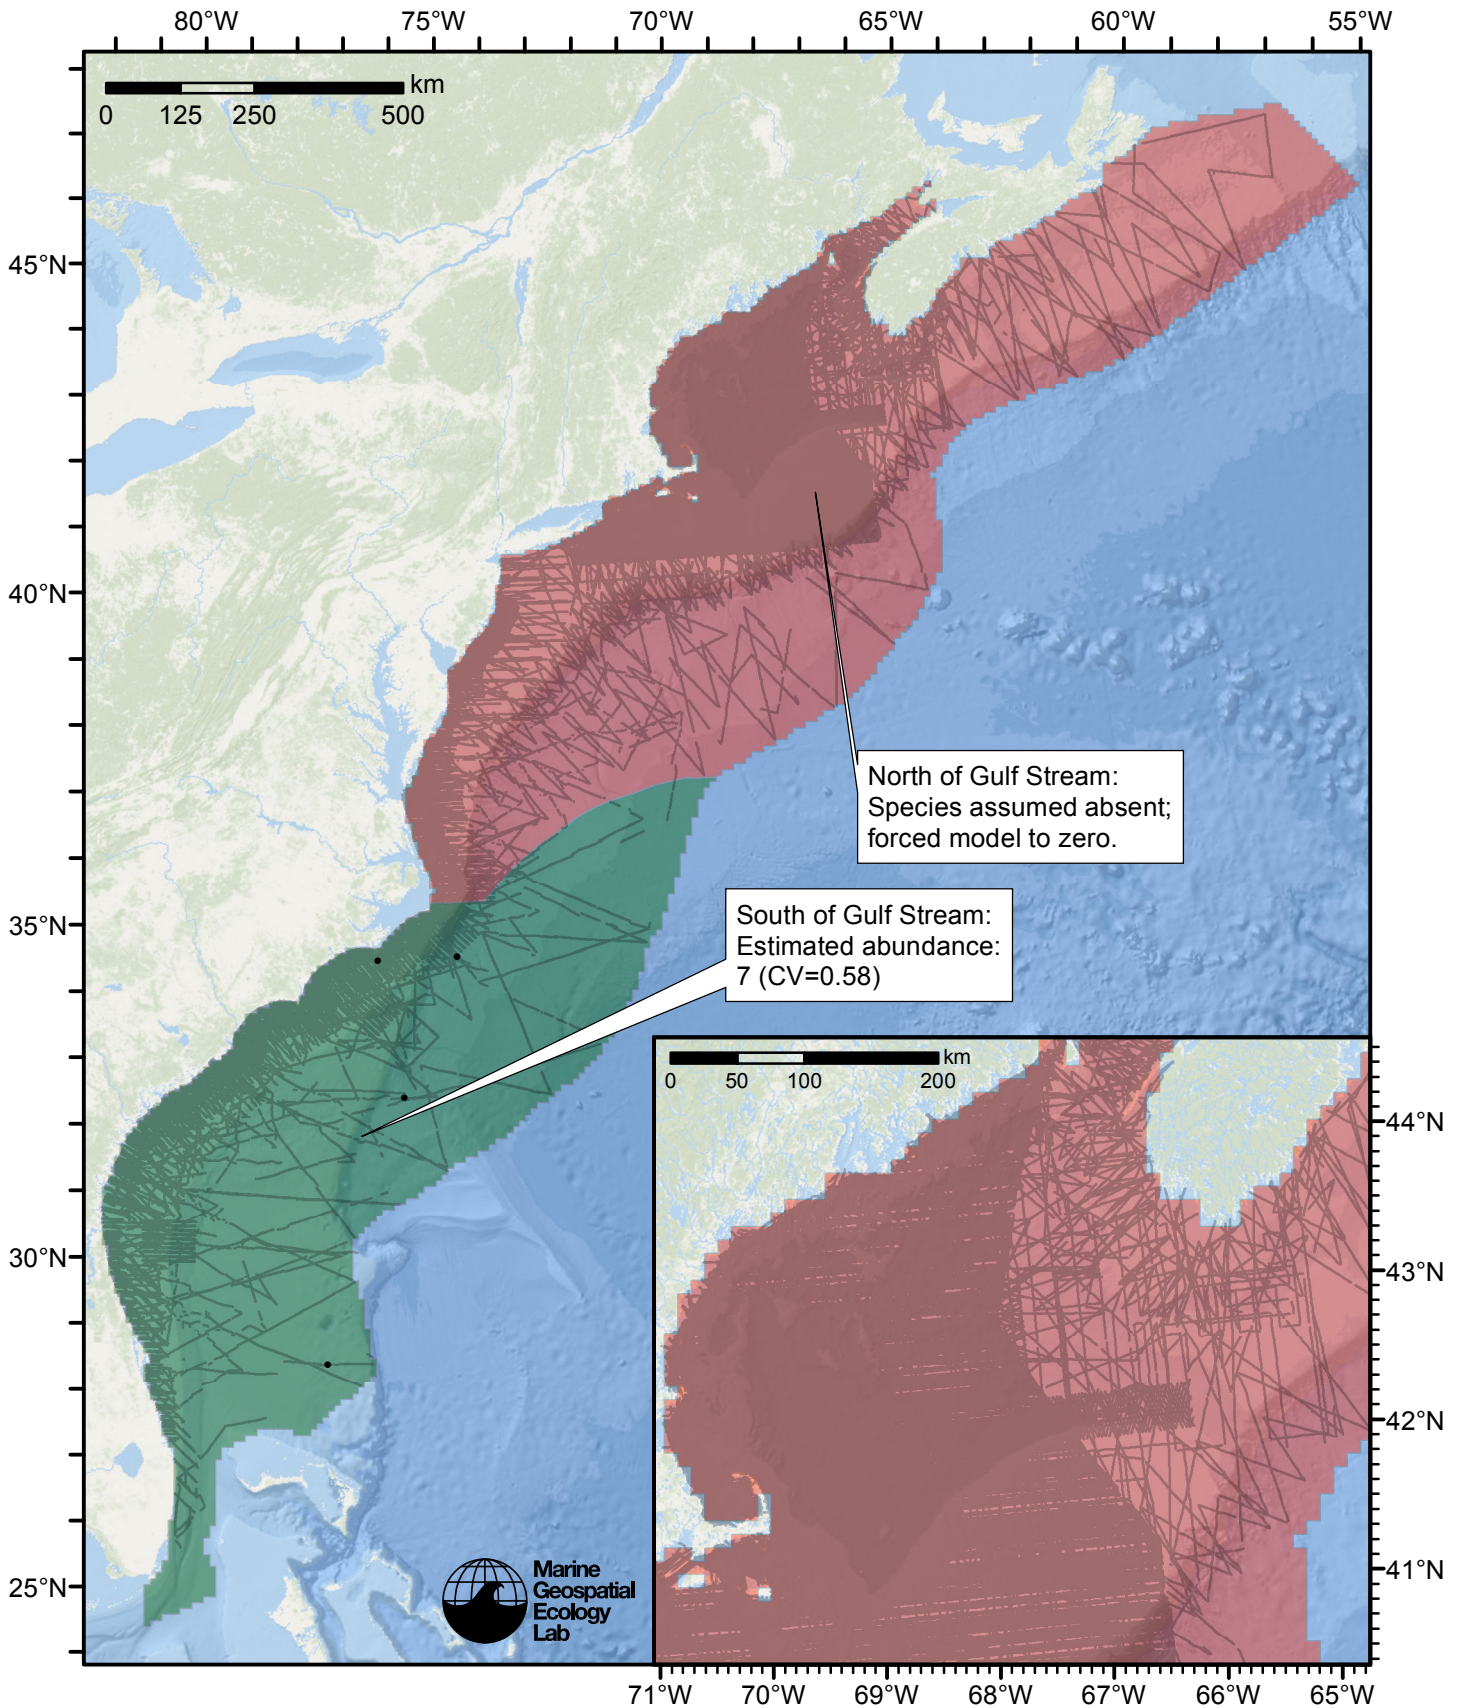 80°W 75°W 70°W 65°W 60°W 55°W
km
0 125 250 500
45°N
40°N
35°N
30°N
25°N
North of Gulf Stream:
Species assumed absent;
forced model to zero.
South of Gulf Stream:
Estimated abundance:
7 (CV=0.58)
km
0 50 100 200
44°N
43°N
42°N
41°N
Marine
Geospatial
Ecology
Lab
71°W 70°W 69°W 68°W 67°W 66°W 65°W